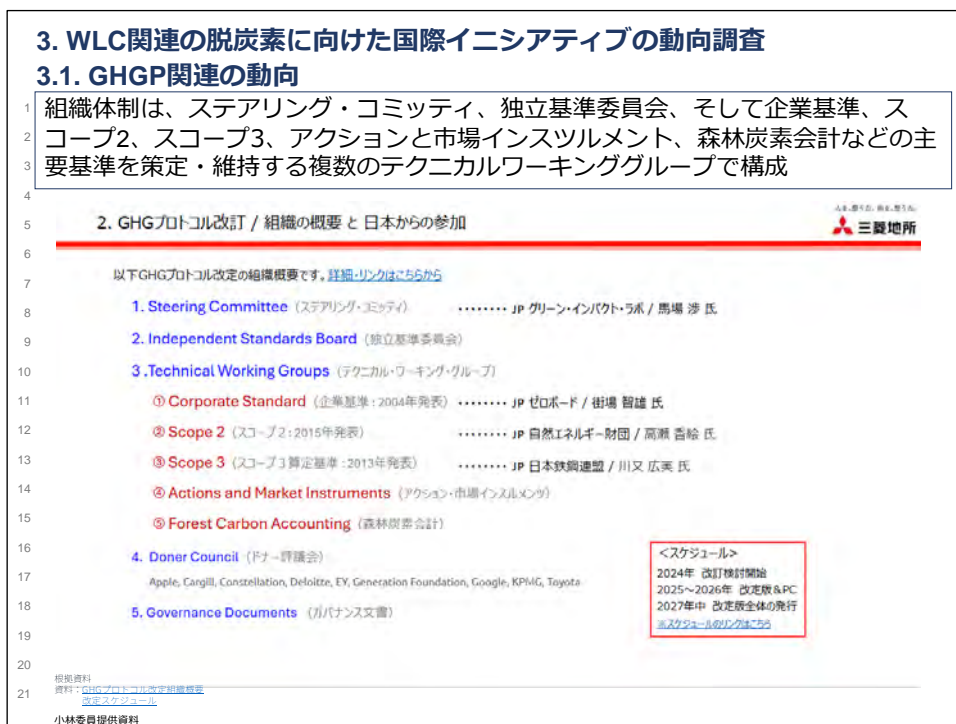 3. WLC関連の脱炭素に向けた国際イニシアティブの動向調査
3.1. GHGP関連の動向
1 組織体制は、ステアリング・コミッティ、独立基準委員会、そして企業基準、ス
2 コープ2、スコープ3、アクションと市場インスツルメント、森林炭素会計などの主
3 要基準を策定・維持する複数のテクニカルワーキンググループで構成
4
5 2. GHGプロトコル改訂 / 組織の概要 と 日本からの参加
三菱地所
6
7 以下GHGプロトコル改定の組織概要です。詳細・リンクはこちらから
8 1. Steering Committee（ステアリング・コミッティ） ‥‥‥‥ JP グリーン・インパクト・ラボ / 馬場 渉 氏
9 2. Independent Standards Board（独立基準委員会）
10 3 .Technical Working Groups（テクニカル・ワーキング・グループ）
11 ① Corporate Standard（企業基準：2004年発表） ‥‥‥‥ JP ゼロボード / 街場 智雄 氏
12 ② Scope 2（スコープ2：2015年発表） ‥‥‥‥ JP 自然エネルギー財団 / 高瀬 香絵 氏
13 ③ Scope 3（スコープ3算定基準：2013年発表） ‥‥‥‥ JP 日本鉄鋼連盟 / 川又 広実 氏
14 ④ Actions and Market Instruments（アクション・市場インスルメンツ）
15 ⑤ Forest Carbon Accounting（森林炭素会計）
16 4. Doner Council（ドナー評議会）
17 Apple, Cargill, Constellation, Deloitte, EY, Generation Foundation, Google, KPMG, Toyota
18 5. Governance Documents （ガバナンス文書）
＜スケジュール＞
2024年 改訂検討開始
2025～2026年 改定版&PC
2027年中 改定版全体の発行
※スケジュールのリンクはこちら
19
20
根拠資料
21 資料：GHGプロトコル改定組織概要
改定スケジュール
小林委員提供資料